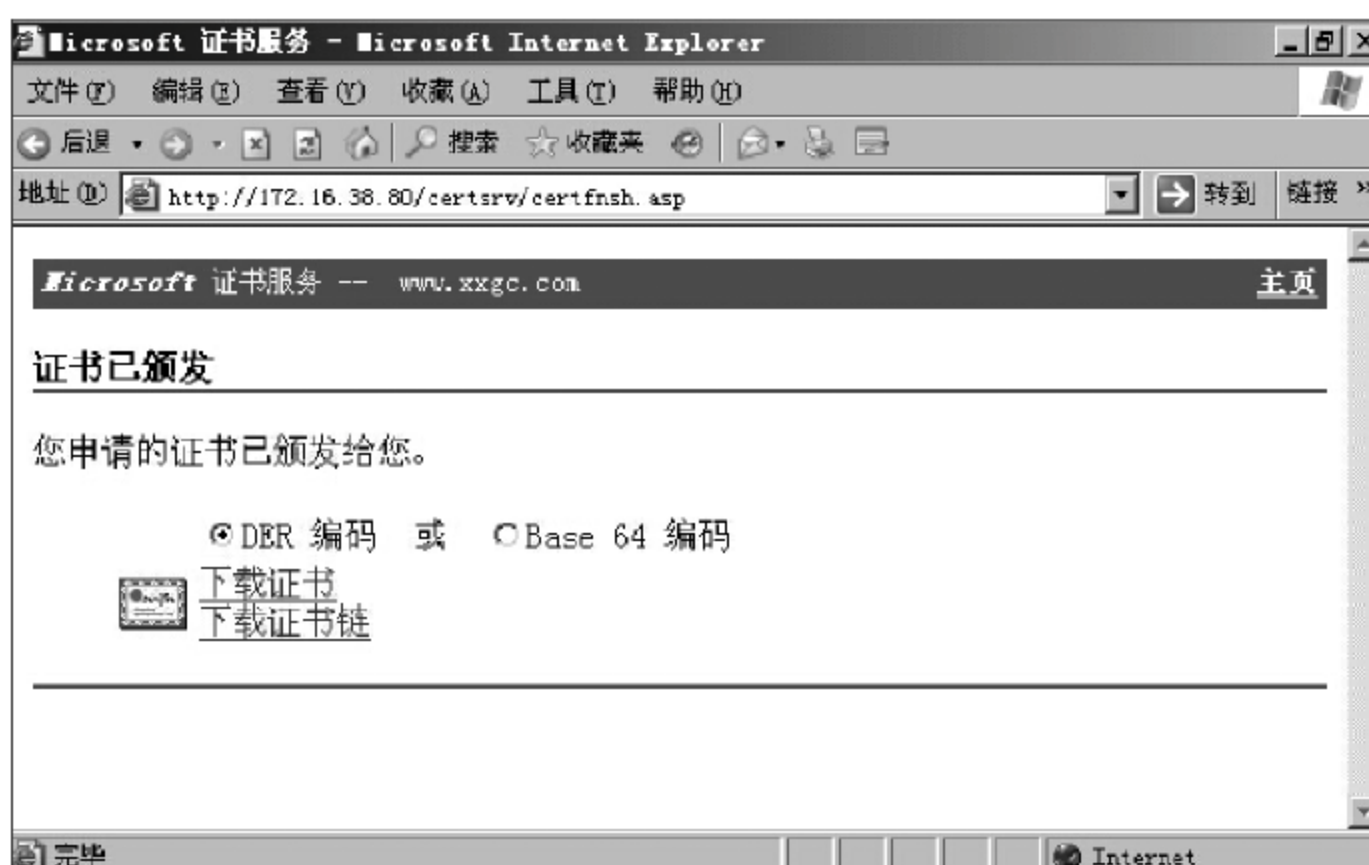 Microsoft 证书服务 - Microsoft Internet Explorer
文件(F) 编辑(E) 查看(V) 收藏(A) 工具(T) 帮助(H)
后退 搜索 收藏夹
地址(D) http://172.16.38.80/certsrv/certfnsh.asp 转到 链接 »
Microsoft 证书服务 -- www.xxgc.com 主页
证书已颁发
您申请的证书已颁发给您。
DER 编码 或 Base 64 编码
下载证书
下载证书链
完毕 Internet